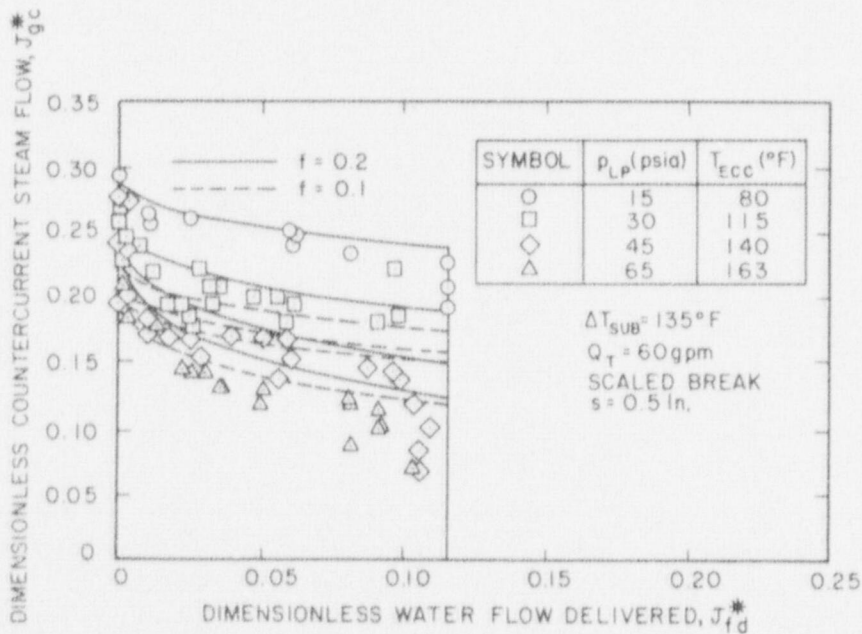 DIMENSIONLESS COUNTERCURRENT STEAM FLOW, J*gc
0.35
0.30
0.25
0.20
0.15
0.10
0.05
0
f = 0.2
f = 0.1
SYMBOL pLP(psia) TECC(°F)
○ 15 80
□ 30 115
◇ 45 140
△ 65 163
ΔTSUB = 135°F
QT = 60gpm
SCALED BREAK
s = 0.5 In.
0 0.05 0.10 0.15 0.20 0.25
DIMENSIONLESS WATER FLOW DELIVERED, J*fd